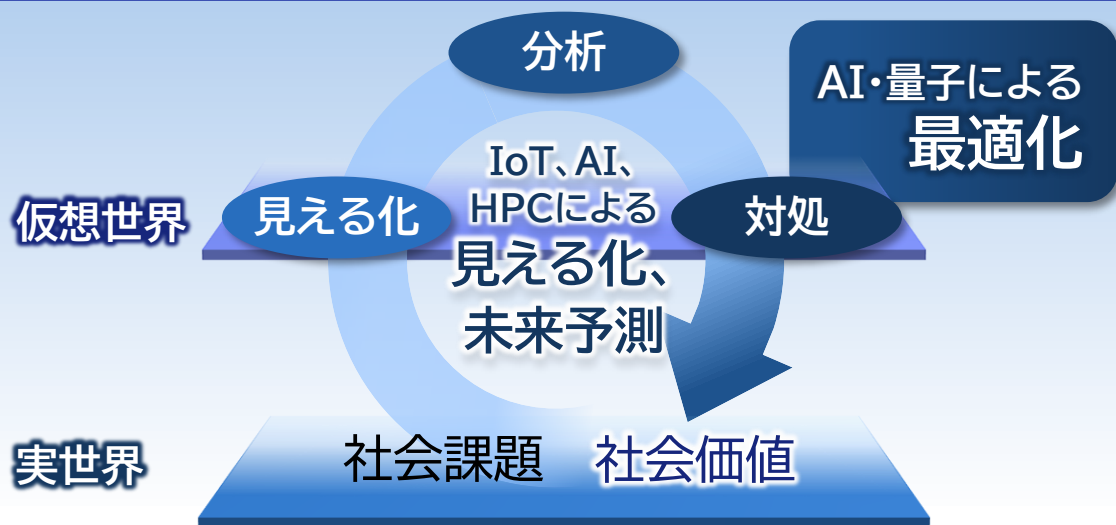 分析
AI・量子による
最適化
IoT、AI、
HPCによる
見える化、
未来予測
仮想世界
見える化
対処
実世界
社会課題
社会価値